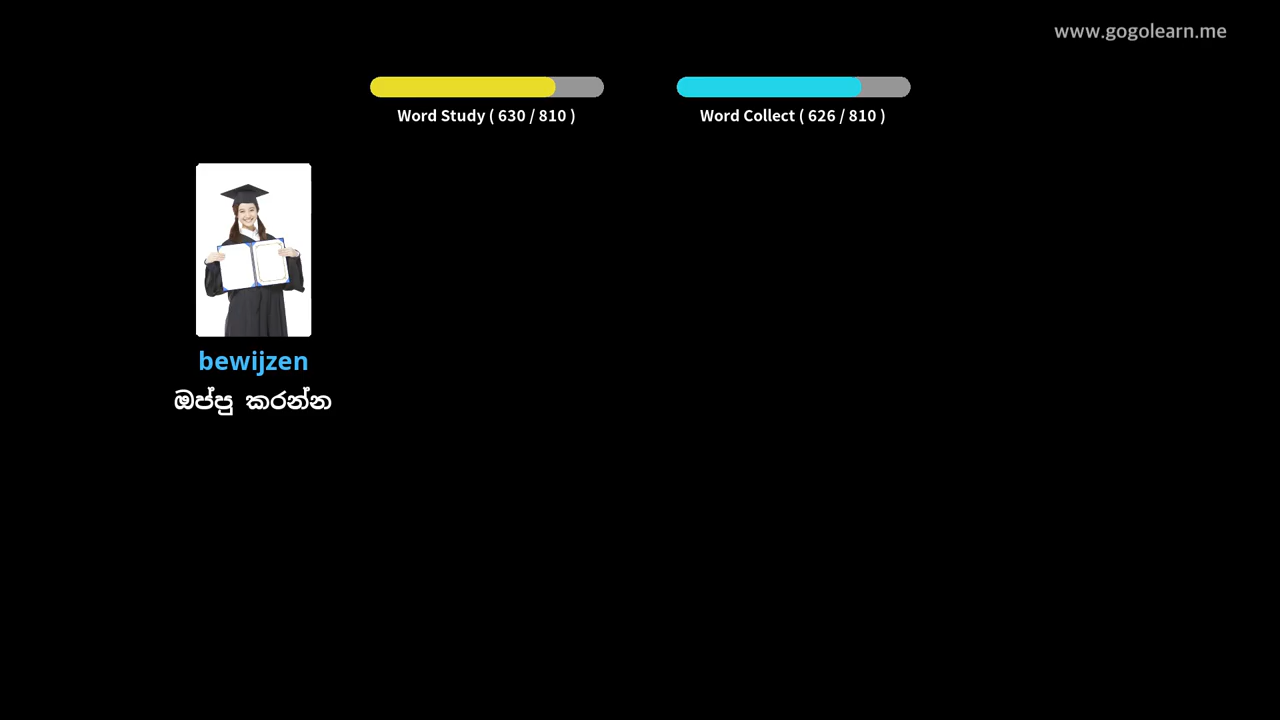 www.gogolearn.me
Word Study ( 630 / 810 )
Word Collect ( 626 / 810 )
bewijzen
ඔප්පු කරන්න